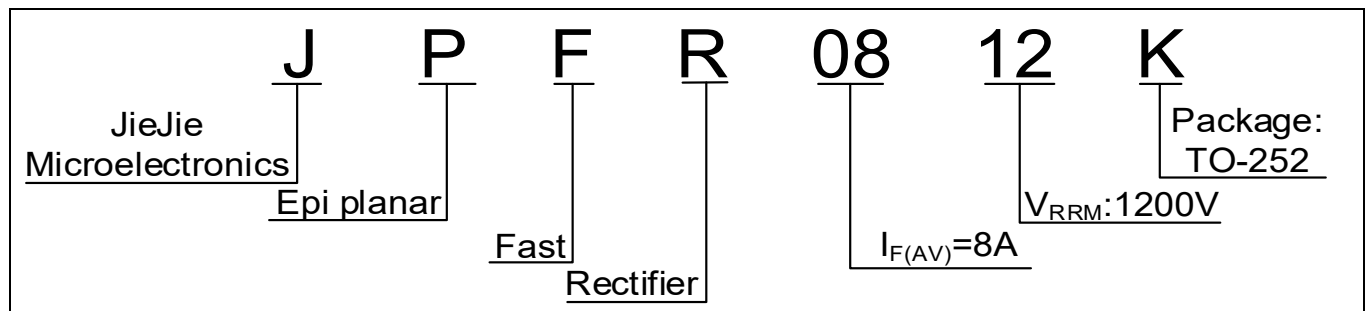 J P F R 08 12 K
JieJie
Microelectronics
Package:
TO-252
Epi planar
VRRM:1200V
Fast
IF(AV)=8A
Rectifier